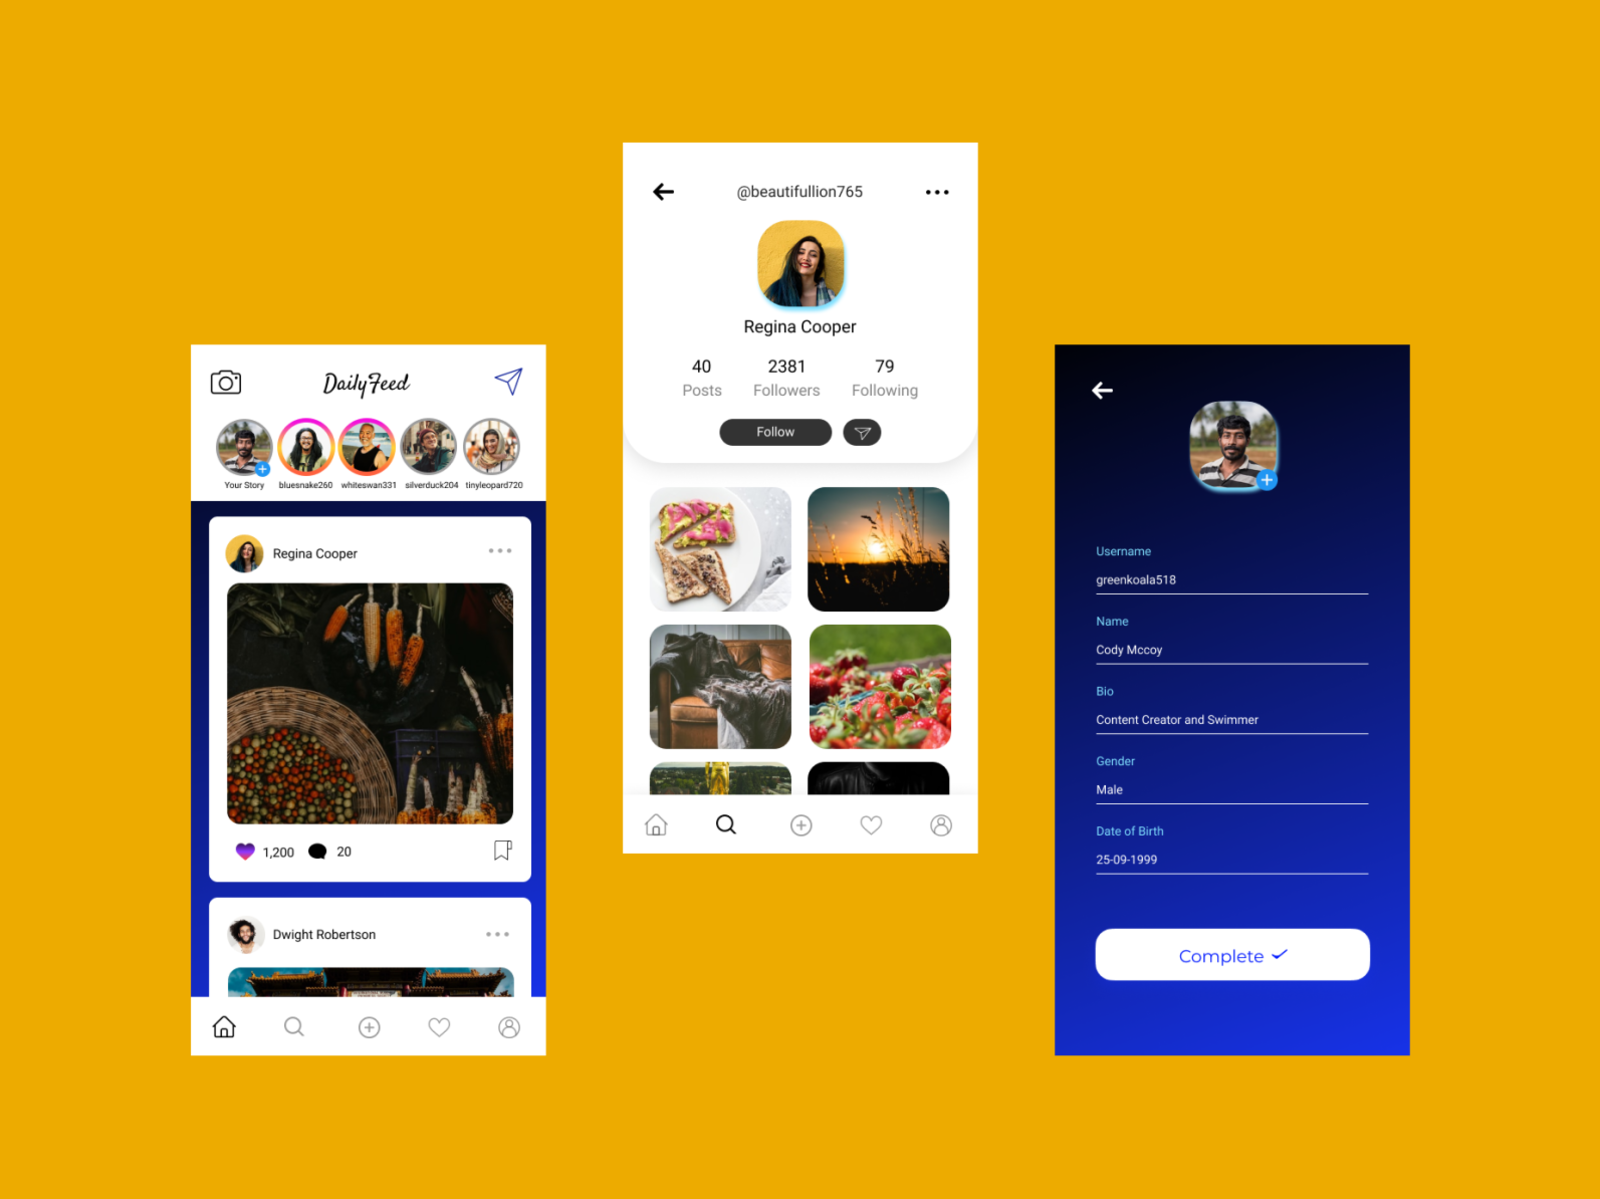 DailyFeed
Your Story bluesnake260 whiteswan331 silverduck204 tinyleopard720
Regina Cooper
1,200 20
Dwight Robertson
@beautifullion765
Regina Cooper
40 2381 79
Posts Followers Following
Follow
Username
greenkoala518
Name
Cody Mccoy
Bio
Content Creator and Swimmer
Gender
Male
Date of Birth
25-09-1999
Complete